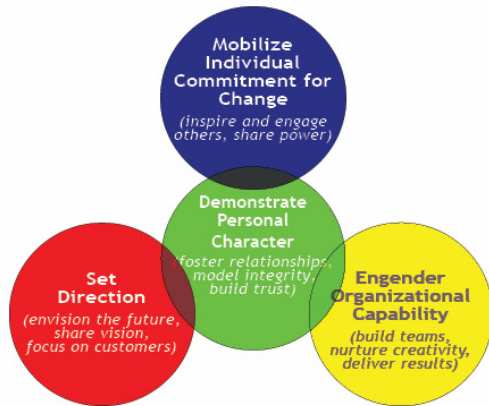 Mobilize
Individual
Commitment for
Change
(inspire and engage
others, share power)
Demonstrate
Personal
Character
(foster relationships,
model integrity,
build trust)
Set
Direction
(envision the future,
share vision,
focus on customers)
Engender
Organizational
Capability
(build teams,
nurture creativity,
deliver results)